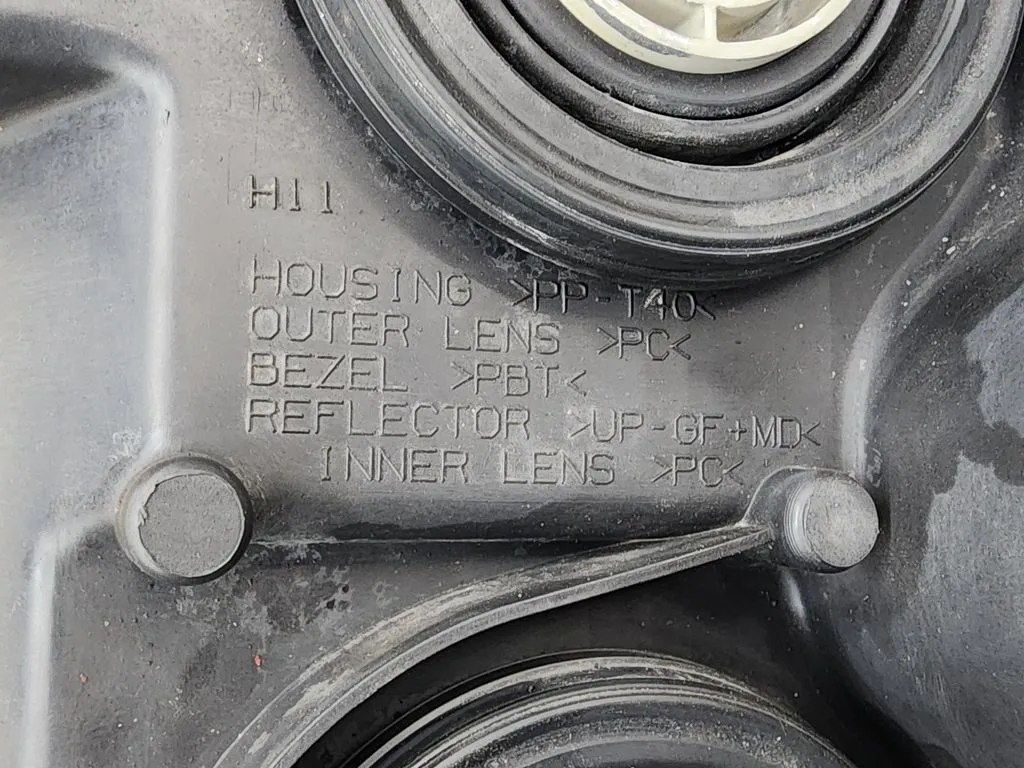 H11
HOUSING >PP-T40<
OUTER LENS >PC<
BEZEL >PBT<
REFLECTOR >UP-GF+MD<
INNER LENS >PC<